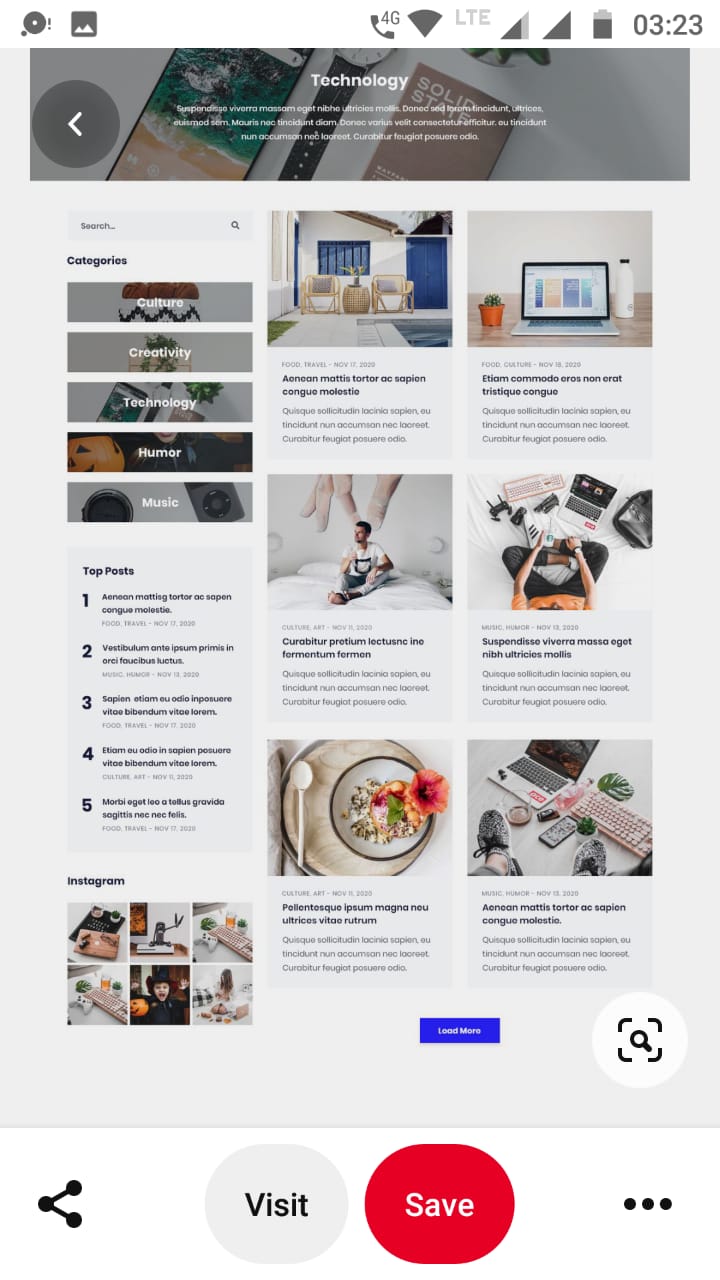 4G LTE 03:23
Technology
Suspendisse viverra massam eget nibhe ultricies mollis. Donec sed lorem tincidunt, ultrices,
euismod sem. Mauris nec tincidunt diam. Donec varius velit consectetur efficitur. eu tincidunt
nun accumsan nec laoreet. Curabitur feugiat posuere odio.
SOLID
STATE
Search...
Categories
Culture
Creativity
Technology
Humor
Music
Top Posts
1 Aenean mattisg tortor ac sapen
congue molestie.
FOOD, TRAVEL - NOV 17, 2020
2 Vestibulum ante ipsum primis in
orci faucibus luctus.
MUSIC, HUMOR - NOV 13, 2020
3 Sapien etiam eu odio inposuere
vitae bibendum vitae lorem.
FOOD, TRAVEL - NOV 17, 2020
4 Etiam eu odio in sapien posuere
vitae bibendum vitae lorem.
CULTURE, ART - NOV 11, 2020
5 Morbi eget leo a tellus gravida
sagittis nec nec felis.
FOOD, TRAVEL - NOV 17, 2020
Instagram
FOOD, TRAVEL - NOV 17, 2020
Aenean mattis tortor ac sapien
congue molestie
Quisque sollicitudin lacinia sapien, eu
tincidunt nun accumsan nec laoreet.
Curabitur feugiat posuere odio.
FOOD, CULTURE - NOV 18, 2020
Etiam commodo eros non erat
tristique congue
Quisque sollicitudin lacinia sapien, eu
tincidunt nun accumsan nec laoreet.
Curabitur feugiat posuere odio.
CULTURE, ART - NOV 11, 2020
Curabitur pretium lectusnc ine
fermentum fermen
Quisque sollicitudin lacinia sapien, eu
tincidunt nun accumsan nec laoreet.
Curabitur feugiat posuere odio.
MUSIC, HUMOR - NOV 13, 2020
Suspendisse viverra massa eget
nibh ultricies mollis
Quisque sollicitudin lacinia sapien, eu
tincidunt nun accumsan nec laoreet.
Curabitur feugiat posuere odio.
CULTURE, ART - NOV 11, 2020
Pellentesque ipsum magna neu
ultrices vitae rutrum
Quisque sollicitudin lacinia sapien, eu
tincidunt nun accumsan nec laoreet.
Curabitur feugiat posuere odio.
MUSIC, HUMOR - NOV 13, 2020
Aenean mattis tortor ac sapien
congue molestie.
Quisque sollicitudin lacinia sapien, eu
tincidunt nun accumsan nec laoreet.
Curabitur feugiat posuere odio.
Load More
Visit
Save